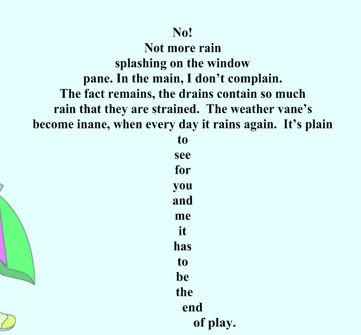 No!
Not more rain
splashing on the window
pane. In the main, I don't complain.
The fact remains, the drains contain so much
rain that they are strained.  The weather vane's
become inane, when every day it rains again.  It's plain
to
see
for
you
and
me
it
has
to
be
the
end
of play.